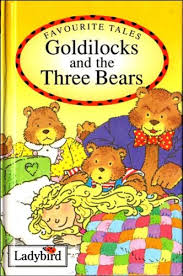 FAVOURITE TALES
Goldilocks
and the
Three Bears
Ladybird